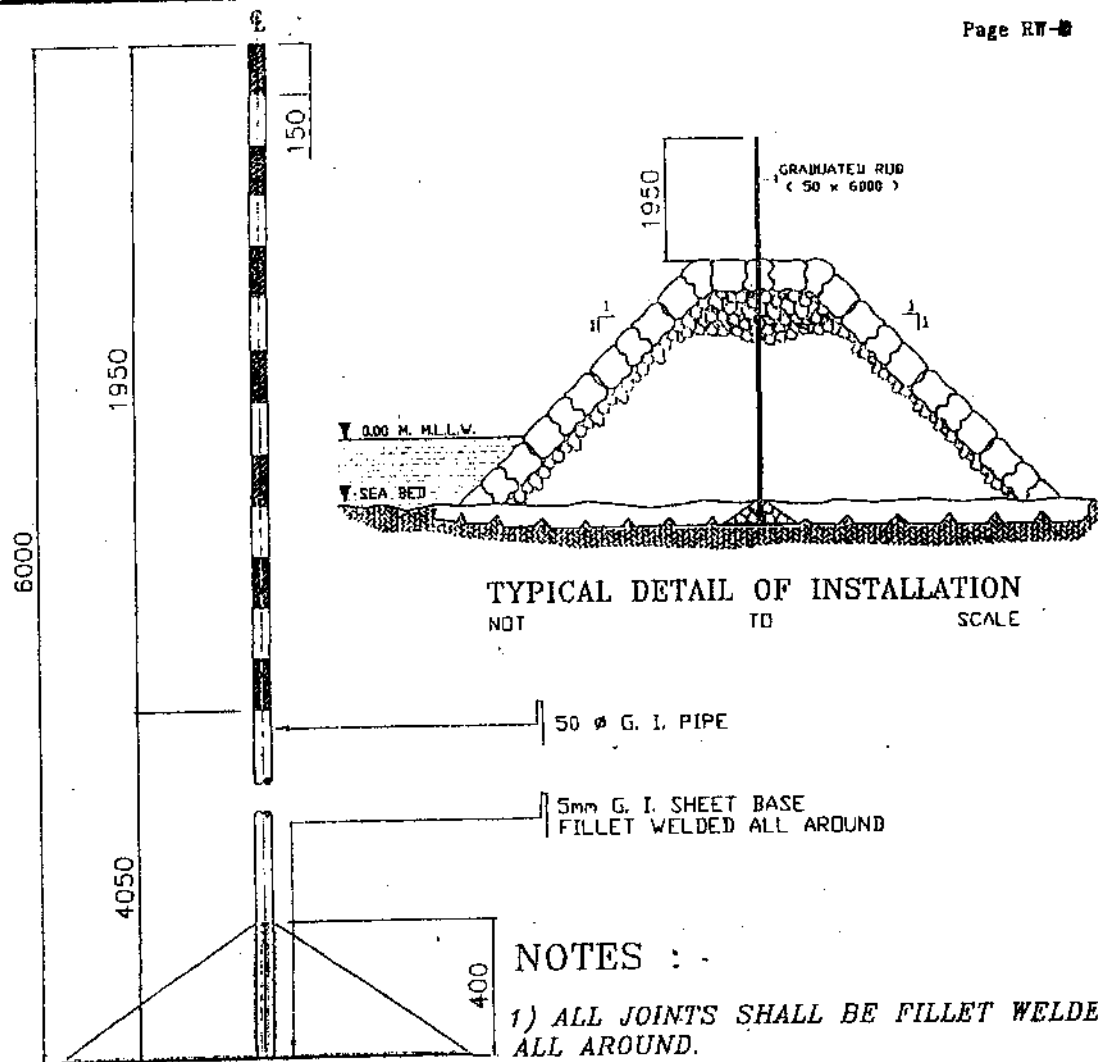 Page RW-
℄
150
1950
6000
4050
400
1950
GRADUATED ROD
( 50 x 6000 )
1
1
1
1
0.00 M. M.L.L.W.
SEA BED
TYPICAL DETAIL OF INSTALLATION
NOT TO SCALE
50 ø G. I. PIPE
5mm G. I. SHEET BASE
FILLET WELDED ALL AROUND
NOTES :
1) ALL JOINTS SHALL BE FILLET WELDE
ALL AROUND.